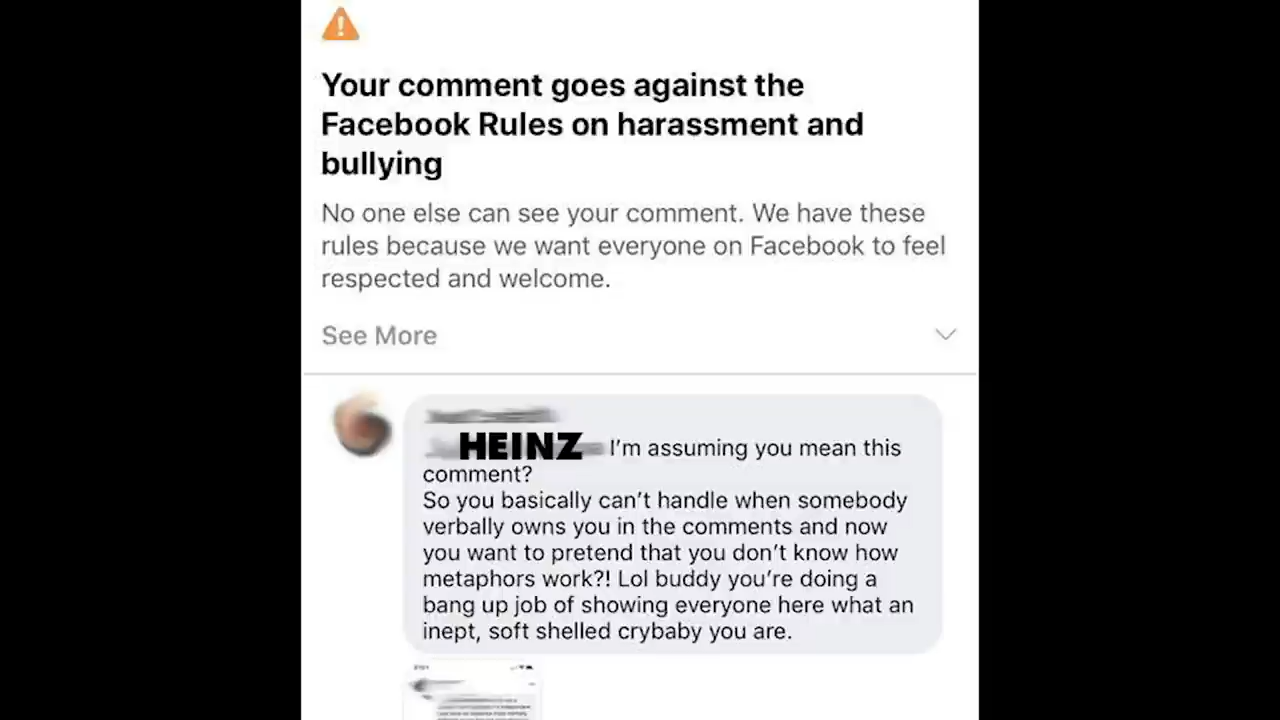 Your comment goes against the
Facebook Rules on harassment and
bullying
No one else can see your comment. We have these
rules because we want everyone on Facebook to feel
respected and welcome.
See More
HEINZ I'm assuming you mean this
comment?
So you basically can't handle when somebody
verbally owns you in the comments and now
you want to pretend that you don't know how
metaphors work?! Lol buddy you're doing a
bang up job of showing everyone here what an
inept, soft shelled crybaby you are.